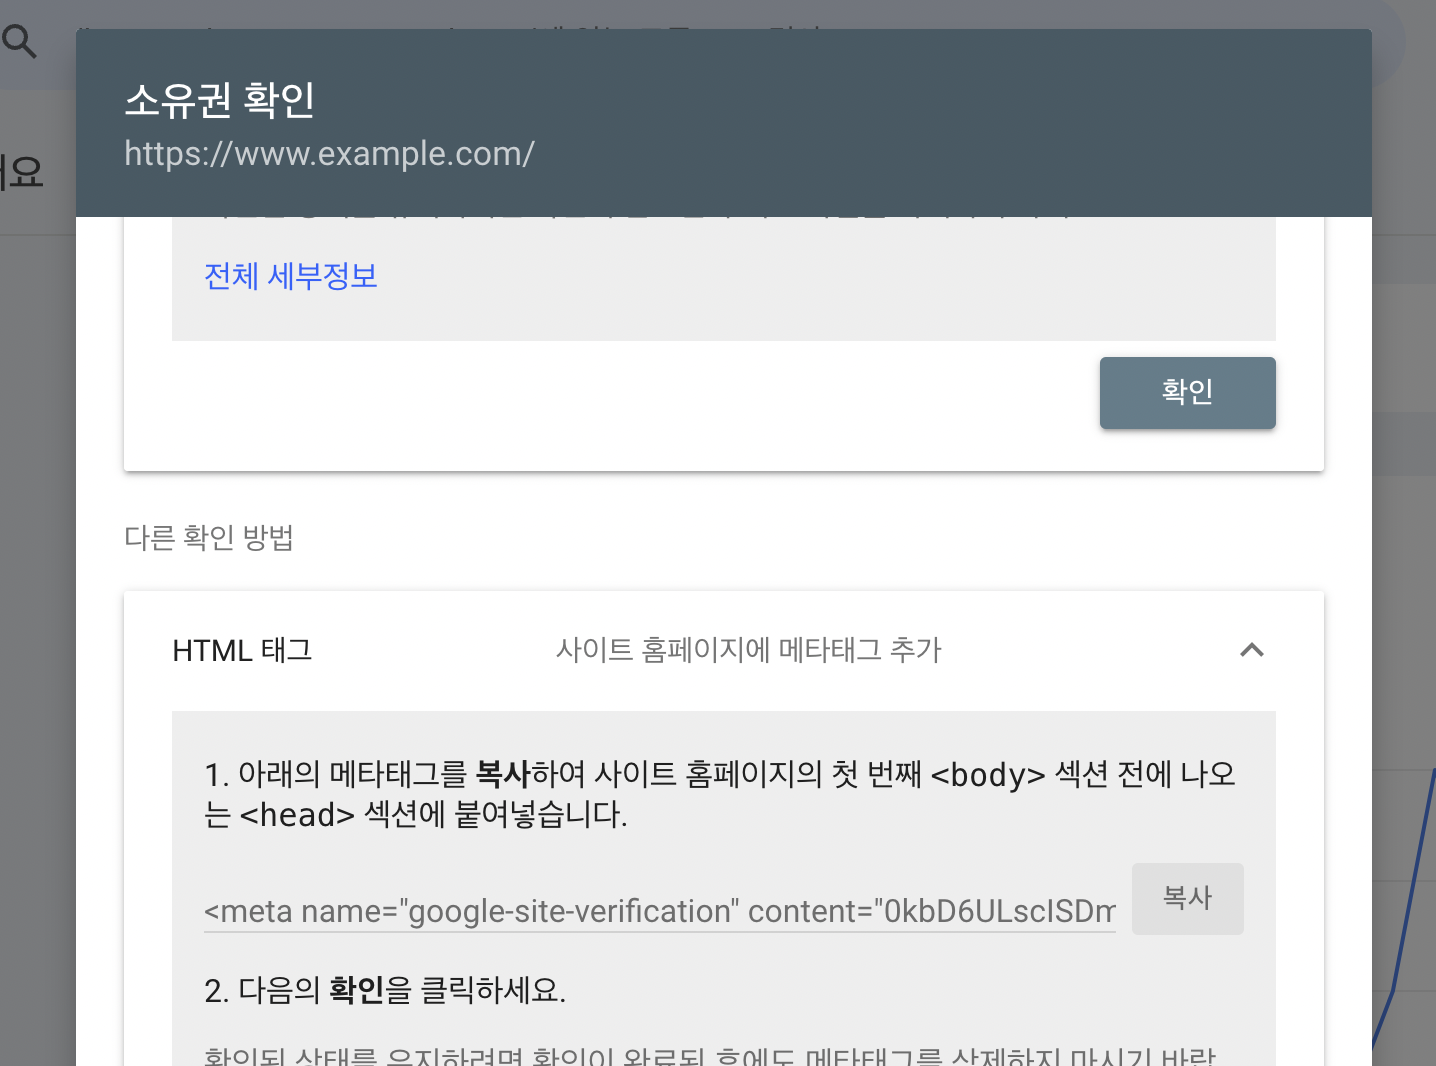 소유권 확인
https://www.example.com/
전체 세부정보
확인
다른 확인 방법
HTML 태그
사이트 홈페이지에 메타태그 추가
1. 아래의 메타태그를 복사하여 사이트 홈페이지의 첫 번째 <body> 섹션 전에 나오
는 <head> 섹션에 붙여넣습니다.
<meta name="google-site-verification" content="0kbD6ULscISDm
복사
2. 다음의 확인을 클릭하세요.
확인된 상태를 유지하려면 확인이 완료된 후에도 메타태그를 삭제하지 마시기 바랍